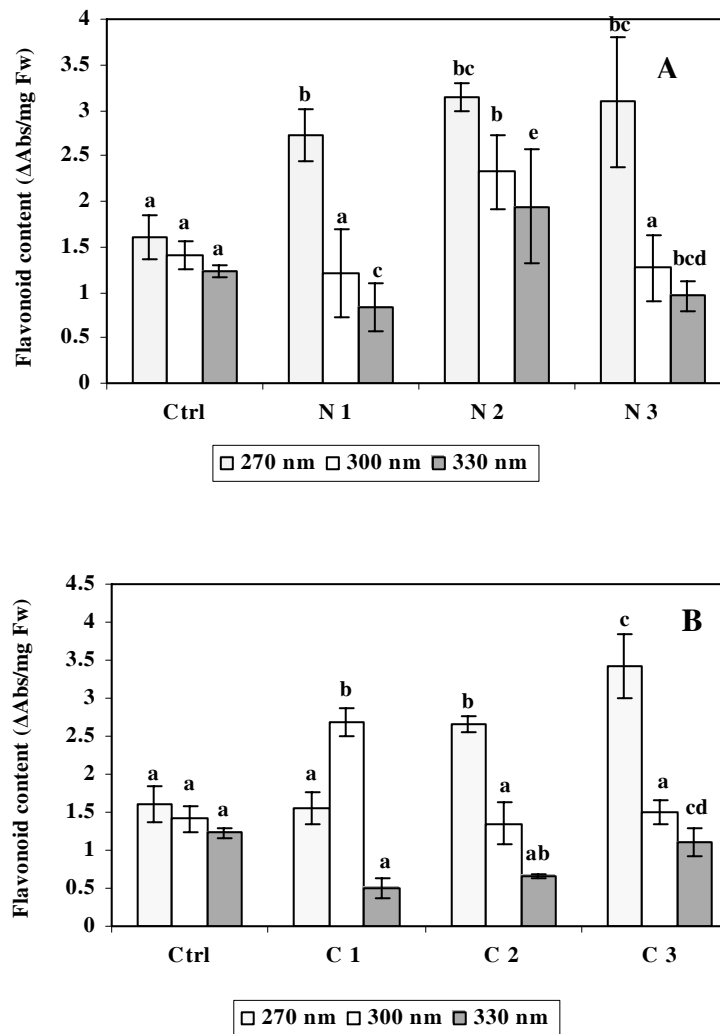 4
3.5
3
2.5
2
1.5
1
0.5
0
Flavonoid content (ΔAbs/mg Fw)
A
a a a
b a c
bc b e
bc a bcd
Ctrl N 1 N 2 N 3
270 nm 300 nm 330 nm
4.5
4
3.5
3
2.5
2
1.5
1
0.5
0
Flavonoid content (ΔAbs/mg Fw)
B
a a a
a b a
b a ab
c a cd
Ctrl C 1 C 2 C 3
270 nm 300 nm 330 nm